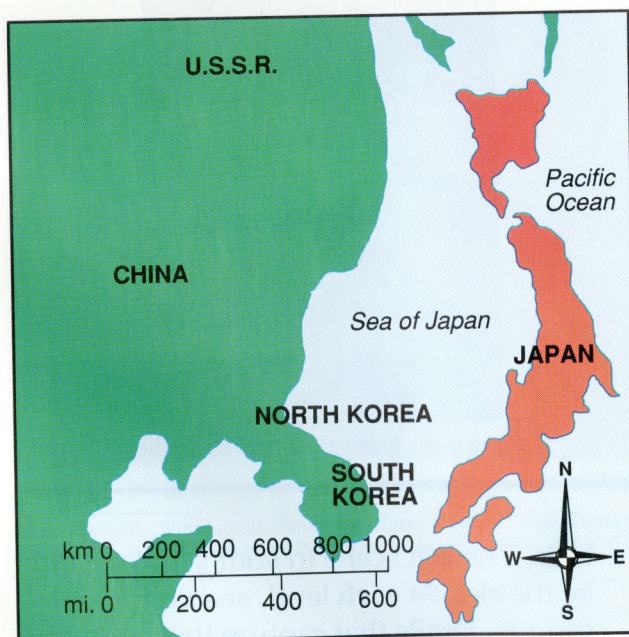 U.S.S.R.
Pacific
Ocean
CHINA
Sea of Japan
JAPAN
NORTH KOREA
SOUTH
KOREA
N
W E
S
km 0 200 400 600 800 1000
mi. 0 200 400 600